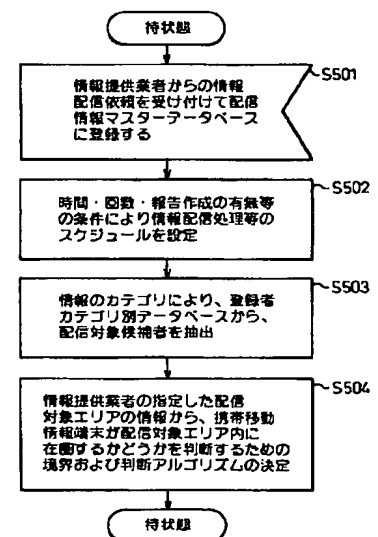 待状態
S501
情報提供業者からの情報
配信依頼を受け付けて配信
情報マスターデータベース
に登録する
S502
時間・回数・報告作成の有無等
の条件により情報配信処理等の
スケジュールを設定
S503
情報のカテゴリにより、登録者
カテゴリ別データベースから、
配信対象候補者を抽出
S504
情報提供業者の指定した配信
対象エリアの情報から、携帯移動
情報端末が配信対象エリア内に
在圏するかどうかを判断するための
境界および判断アルゴリズムの決定
待状態